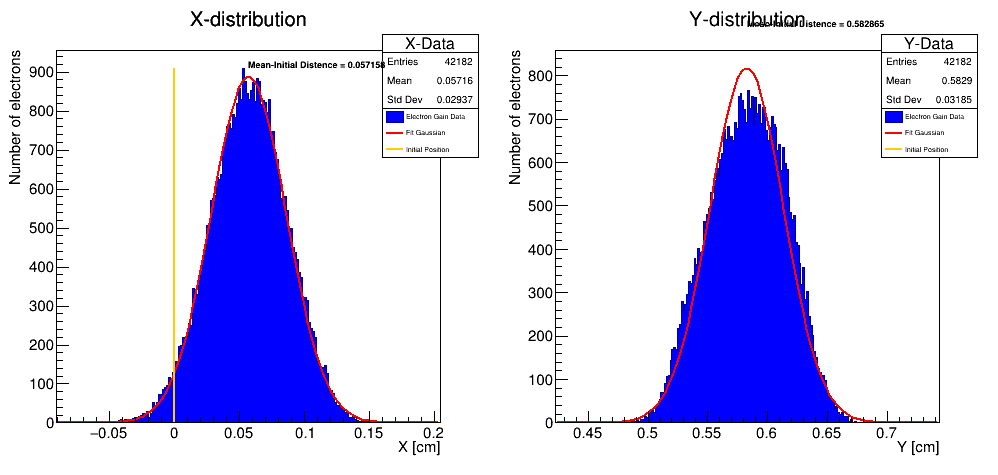 X-distribution
Mean-Initial Distence = 0.057158
X-Data
Entries 42182
Mean 0.05716
Std Dev 0.02937
Electron Gain Data
Fit Gaussian
Initial Position
Number of electrons
900
800
700
600
500
400
300
200
100
0
−0.05 0 0.05 0.1 0.15 0.2
X [cm]
Y-distribution
Mean-Initial Distence = 0.582865
Y-Data
Entries 42182
Mean 0.5829
Std Dev 0.03185
Electron Gain Data
Fit Gaussian
Initial Position
Number of electrons
800
700
600
500
400
300
200
100
0
0.45 0.5 0.55 0.6 0.65 0.7
Y [cm]